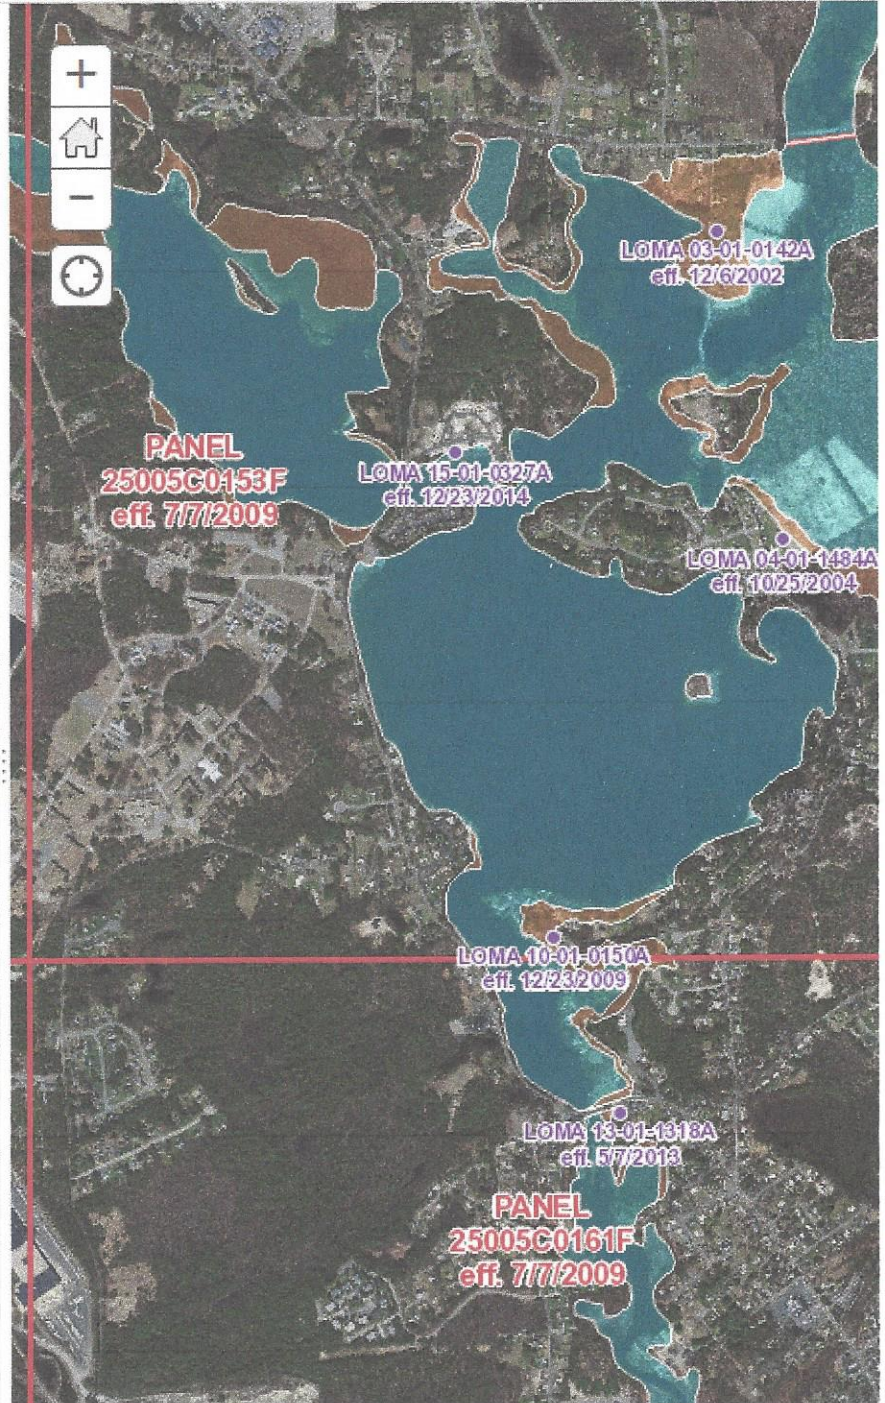 +
−
LOMA 03-01-0142A
eff. 12/6/2002
PANEL
25005C0153F
eff. 7/7/2009
LOMA 15-01-0327A
eff. 12/23/2014
LOMA 04-01-1484A
eff. 10/25/2004
LOMA 10-01-0150A
eff. 12/23/2009
LOMA 13-01-1318A
eff. 5/7/2013
PANEL
25005C0161F
eff. 7/7/2009